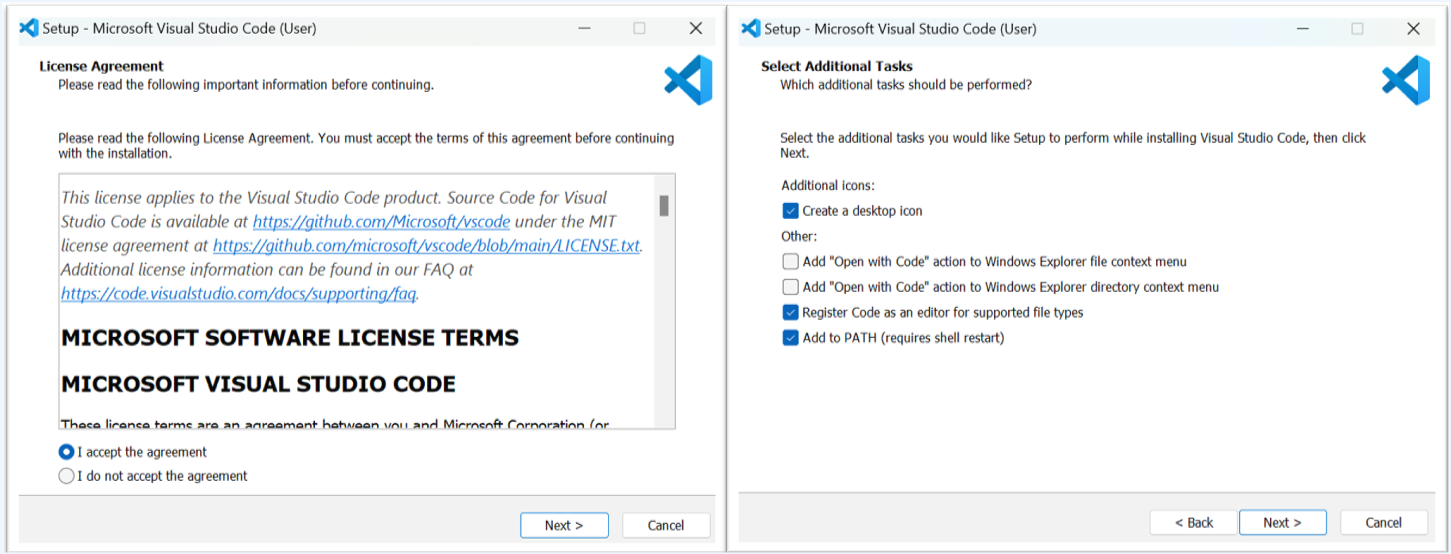 Setup - Microsoft Visual Studio Code (User)
License Agreement
Please read the following important information before continuing.
Please read the following License Agreement. You must accept the terms of this agreement before continuing
with the installation.
This license applies to the Visual Studio Code product. Source Code for Visual
Studio Code is available at https://github.com/Microsoft/vscode under the MIT
license agreement at https://github.com/microsoft/vscode/blob/main/LICENSE.txt.
Additional license information can be found in our FAQ at
https://code.visualstudio.com/docs/supporting/faq.
MICROSOFT SOFTWARE LICENSE TERMS
MICROSOFT VISUAL STUDIO CODE
These license terms are an agreement between you and Microsoft Corporation (or
I accept the agreement
I do not accept the agreement
Next >
Cancel
Setup - Microsoft Visual Studio Code (User)
Select Additional Tasks
Which additional tasks should be performed?
Select the additional tasks you would like Setup to perform while installing Visual Studio Code, then click
Next.
Additional icons:
Create a desktop icon
Other:
Add "Open with Code" action to Windows Explorer file context menu
Add "Open with Code" action to Windows Explorer directory context menu
Register Code as an editor for supported file types
Add to PATH (requires shell restart)
< Back
Next >
Cancel